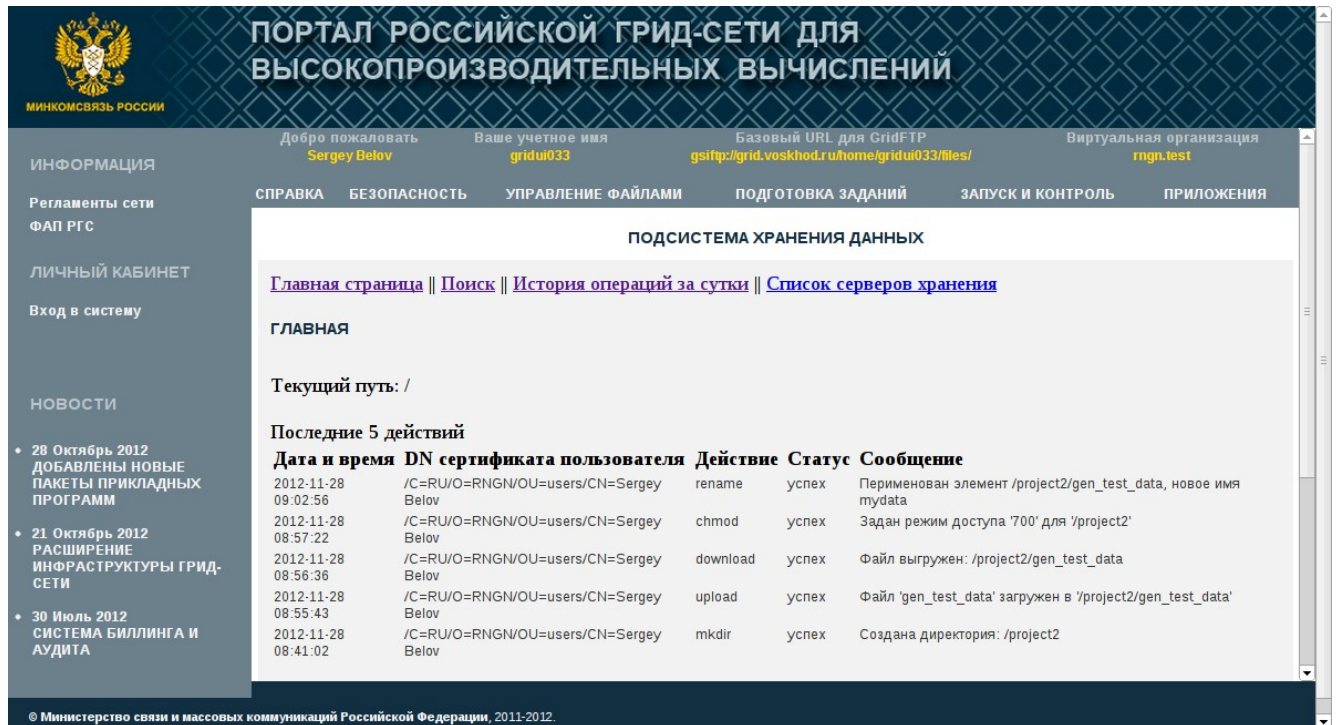 ПОРТАЛ РОССИЙСКОЙ ГРИД-СЕТИ ДЛЯ
ВЫСОКОПРОИЗВОДИТЕЛЬНЫХ ВЫЧИСЛЕНИЙ
МИНКОМСВЯЗЬ РОССИИ
Добро пожаловать Ваше учетное имя Базовый URL для GridFTP Виртуальная организация
Sergey Belov gridui033 gsiftp://grid.voskhod.ru/home/gridui033/files/ rngn.test
СПРАВКА БЕЗОПАСНОСТЬ УПРАВЛЕНИЕ ФАЙЛАМИ ПОДГОТОВКА ЗАДАНИЙ ЗАПУСК И КОНТРОЛЬ ПРИЛОЖЕНИЯ
ИНФОРМАЦИЯ
Регламенты сети
ФАП РГС
ЛИЧНЫЙ КАБИНЕТ
Вход в систему
НОВОСТИ
• 28 Октябрь 2012
ДОБАВЛЕНЫ НОВЫЕ
ПАКЕТЫ ПРИКЛАДНЫХ
ПРОГРАММ
• 21 Октябрь 2012
РАСШИРЕНИЕ
ИНФРАСТРУКТУРЫ ГРИД-
СЕТИ
• 30 Июль 2012
СИСТЕМА БИЛЛИНГА И
АУДИТА
ПОДСИСТЕМА ХРАНЕНИЯ ДАННЫХ
Главная страница || Поиск || История операций за сутки || Список серверов хранения
ГЛАВНАЯ
Текущий путь: /
Последние 5 действий
Дата и время DN сертификата пользователя Действие Статус Сообщение
2012-11-28 /C=RU/O=RNGN/OU=users/CN=Sergey rename успех Перименован элемент /project2/gen_test_data, новое имя
09:02:56 Belov mydata
2012-11-28 /C=RU/O=RNGN/OU=users/CN=Sergey chmod успех Задан режим доступа '700' для '/project2'
08:57:22 Belov
2012-11-28 /C=RU/O=RNGN/OU=users/CN=Sergey download успех Файл выгружен: /project2/gen_test_data
08:56:36 Belov
2012-11-28 /C=RU/O=RNGN/OU=users/CN=Sergey upload успех Файл 'gen_test_data' загружен в '/project2/gen_test_data'
08:55:43 Belov
2012-11-28 /C=RU/O=RNGN/OU=users/CN=Sergey mkdir успех Создана директория: /project2
08:41:02 Belov
© Министерство связи и массовых коммуникаций Российской Федерации, 2011-2012.